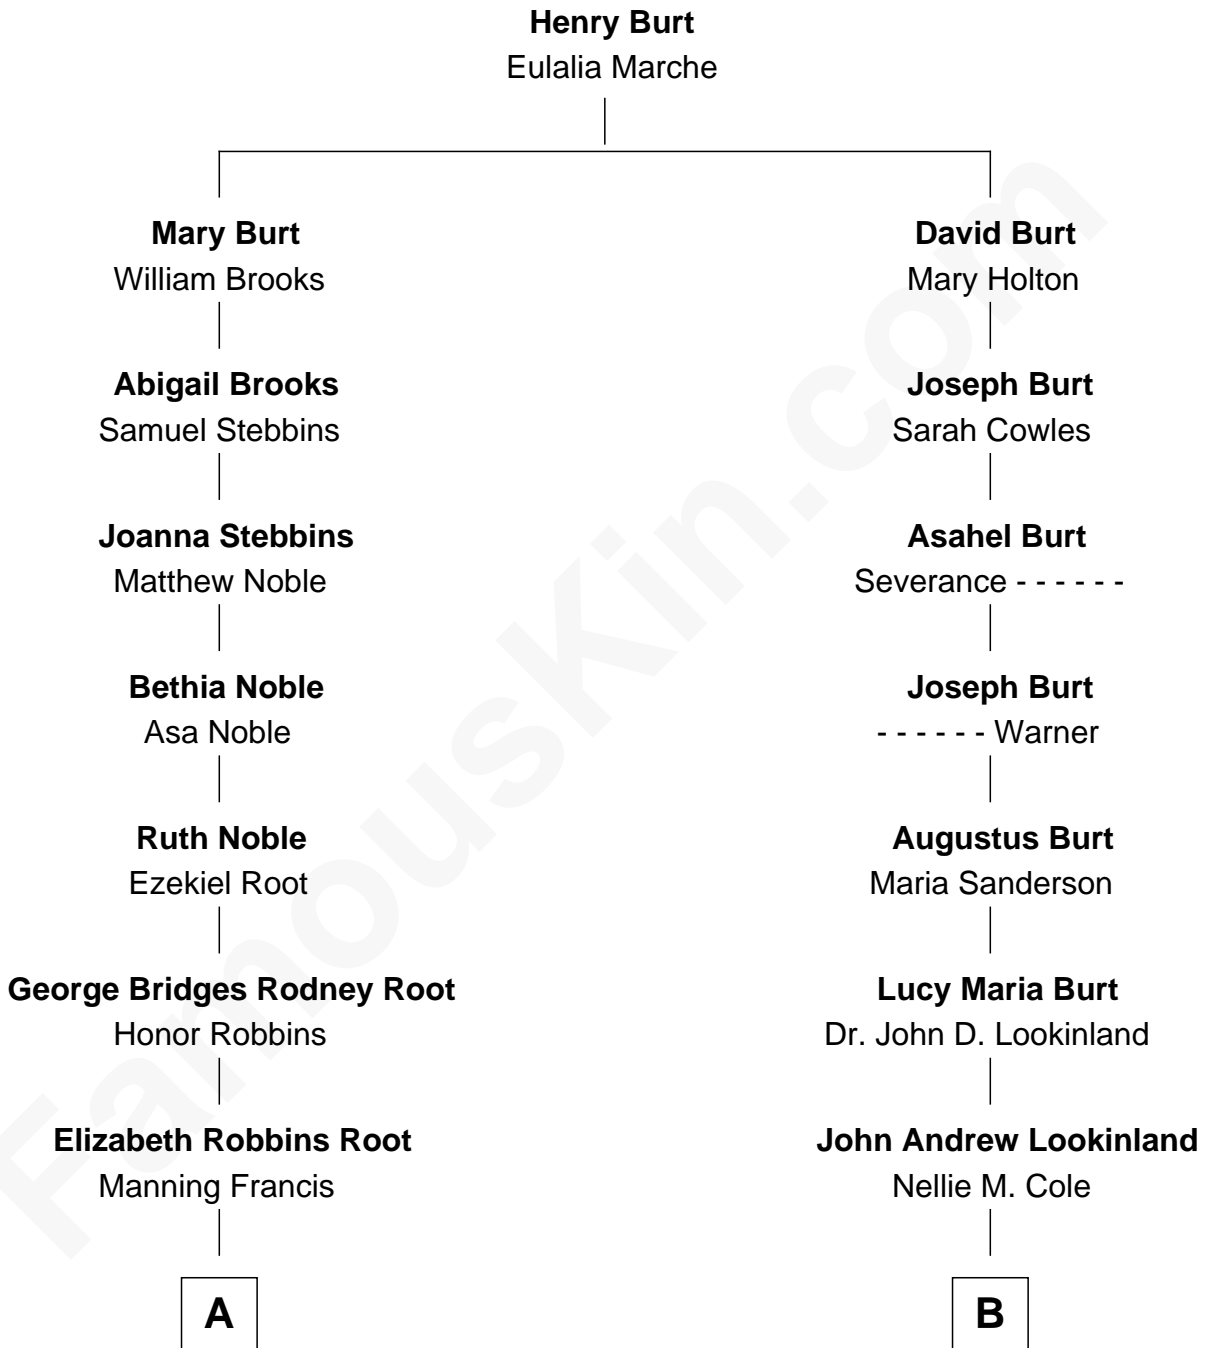 Henry Burt
Eulalia Marche
Mary Burt
William Brooks
David Burt
Mary Holton
Abigail Brooks
Samuel Stebbins
Joseph Burt
Sarah Cowles
Joanna Stebbins
Matthew Noble
Asahel Burt
Severance - - - - - -
Bethia Noble
Asa Noble
Joseph Burt
- - - - - - Warner
Ruth Noble
Ezekiel Root
Augustus Burt
Maria Sanderson
George Bridges Rodney Root
Honor Robbins
Lucy Maria Burt
Dr. John D. Lookinland
Elizabeth Robbins Root
Manning Francis
John Andrew Lookinland
Nellie M. Cole
A
B
FamousKin.com